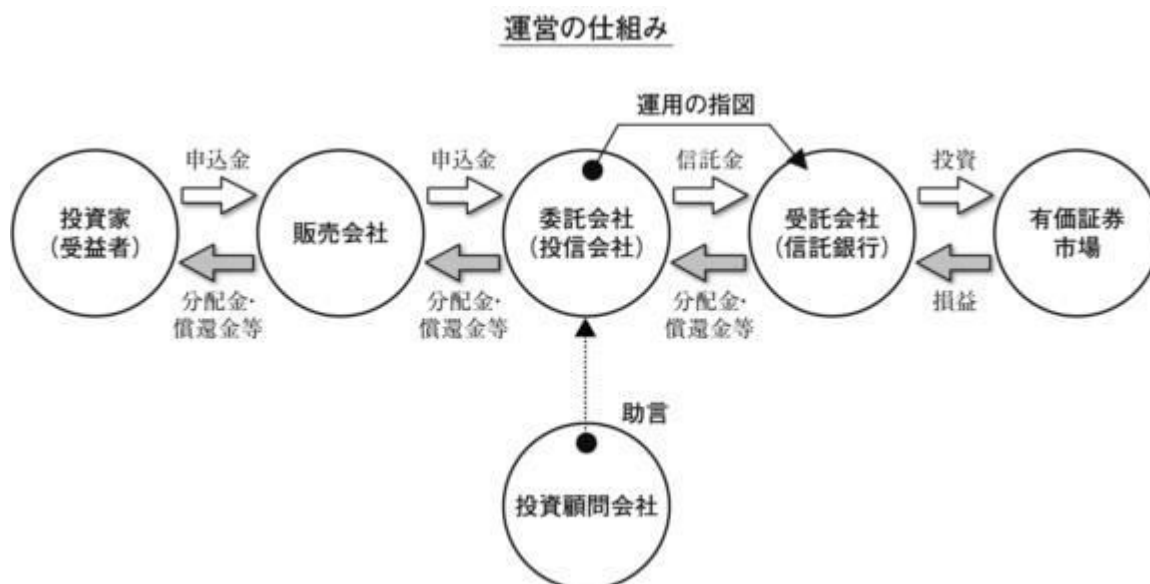 運営の仕組み
運用の指図
申込金
申込金
信託金
投資
投資家
(受益者)
販売会社
委託会社
(投信会社)
受託会社
(信託銀行)
有価証券
市場
分配金・
償還金等
分配金・
償還金等
分配金・
償還金等
損益
助言
投資顧問会社